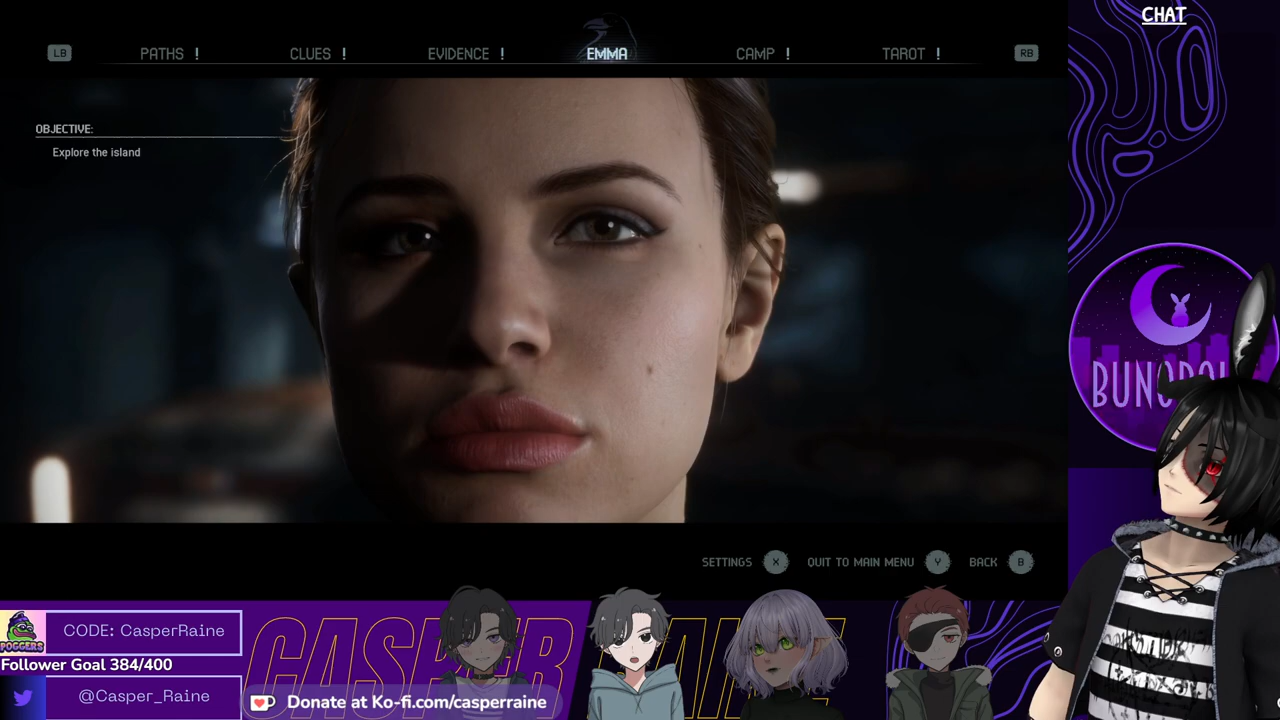 CHAT
LB
PATHS !
CLUES !
EVIDENCE !
EMMA
CAMP !
TAROT !
RB
OBJECTIVE:
Explore the island
SETTINGS X
QUIT TO MAIN MENU Y
BACK B
POGGERS
CODE: CasperRaine
Follower Goal 384/400
@Casper_Raine
CASPER
Donate at Ko-fi.com/casperraine